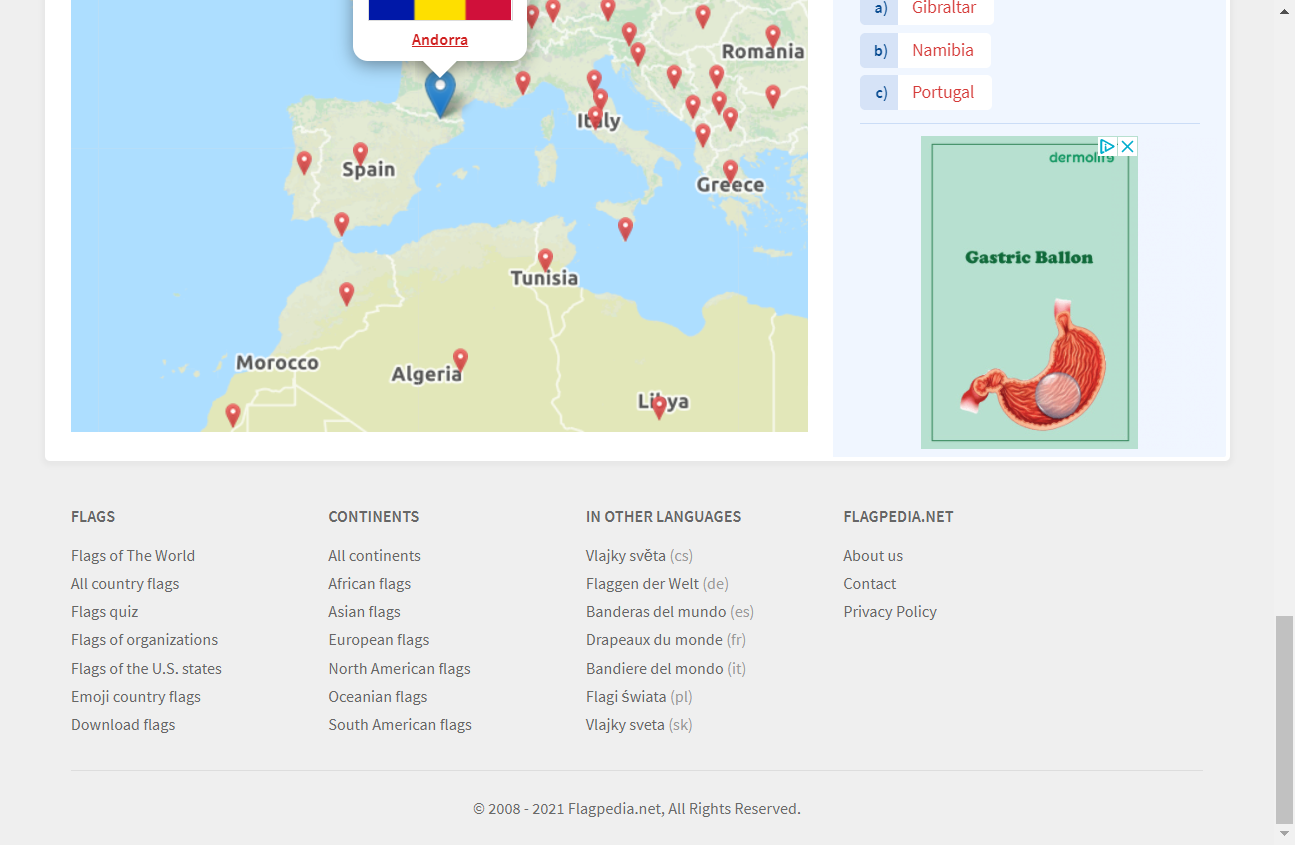 Andorra
Romania
Italy
Spain
Greece
Tunisia
Morocco
Algeria
Libya
a) Gibraltar
b) Namibia
c) Portugal
Gastric Ballon
FLAGS
Flags of The World
All country flags
Flags quiz
Flags of organizations
Flags of the U.S. states
Emoji country flags
Download flags
CONTINENTS
All continents
African flags
Asian flags
European flags
North American flags
Oceanian flags
South American flags
IN OTHER LANGUAGES
Vlajky světa (cs)
Flaggen der Welt (de)
Banderas del mundo (es)
Drapeaux du monde (fr)
Bandiere del mondo (it)
Flagi świata (pl)
Vlajky sveta (sk)
FLAGPEDIA.NET
About us
Contact
Privacy Policy
© 2008 - 2021 Flagpedia.net, All Rights Reserved.